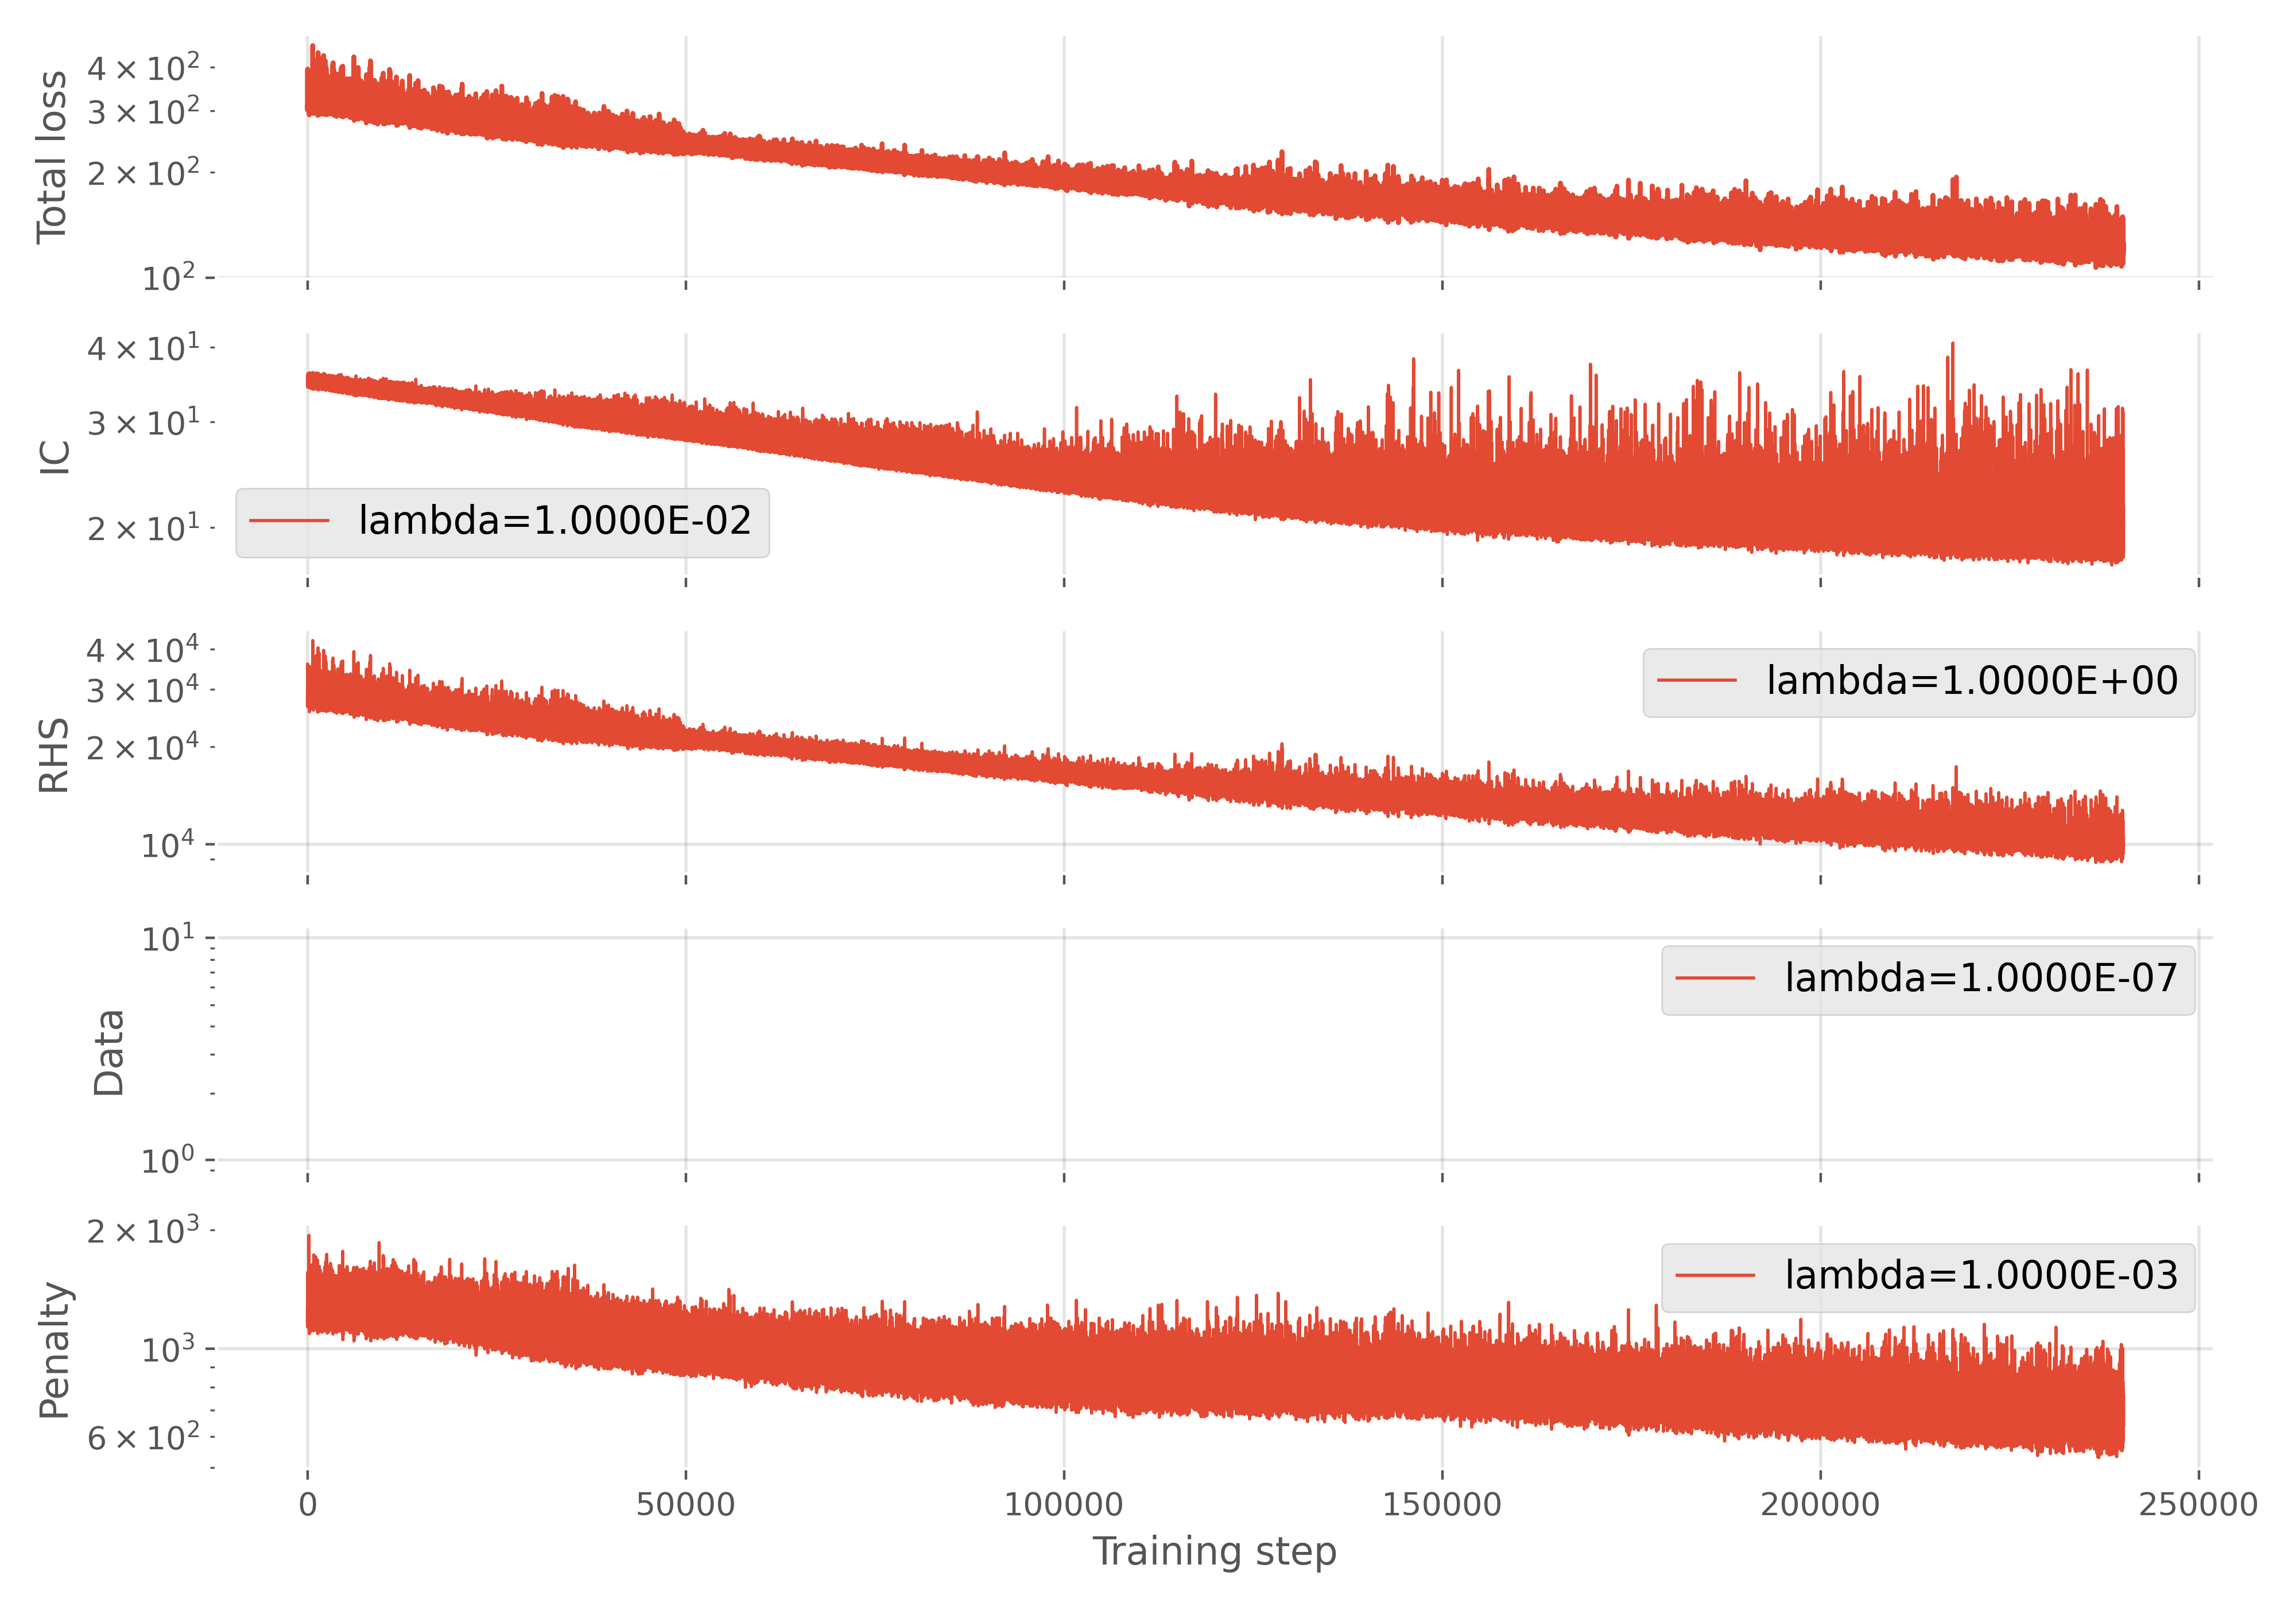 Total loss
4 × 10²
3 × 10²
2 × 10²
10²
IC
4 × 10¹
3 × 10¹
2 × 10¹
lambda=1.0000E-02
RHS
4 × 10⁴
3 × 10⁴
2 × 10⁴
10⁴
lambda=1.0000E+00
Data
10¹
10⁰
lambda=1.0000E-07
Penalty
2 × 10³
10³
6 × 10²
lambda=1.0000E-03
0 50000 100000 150000 200000 250000
Training step